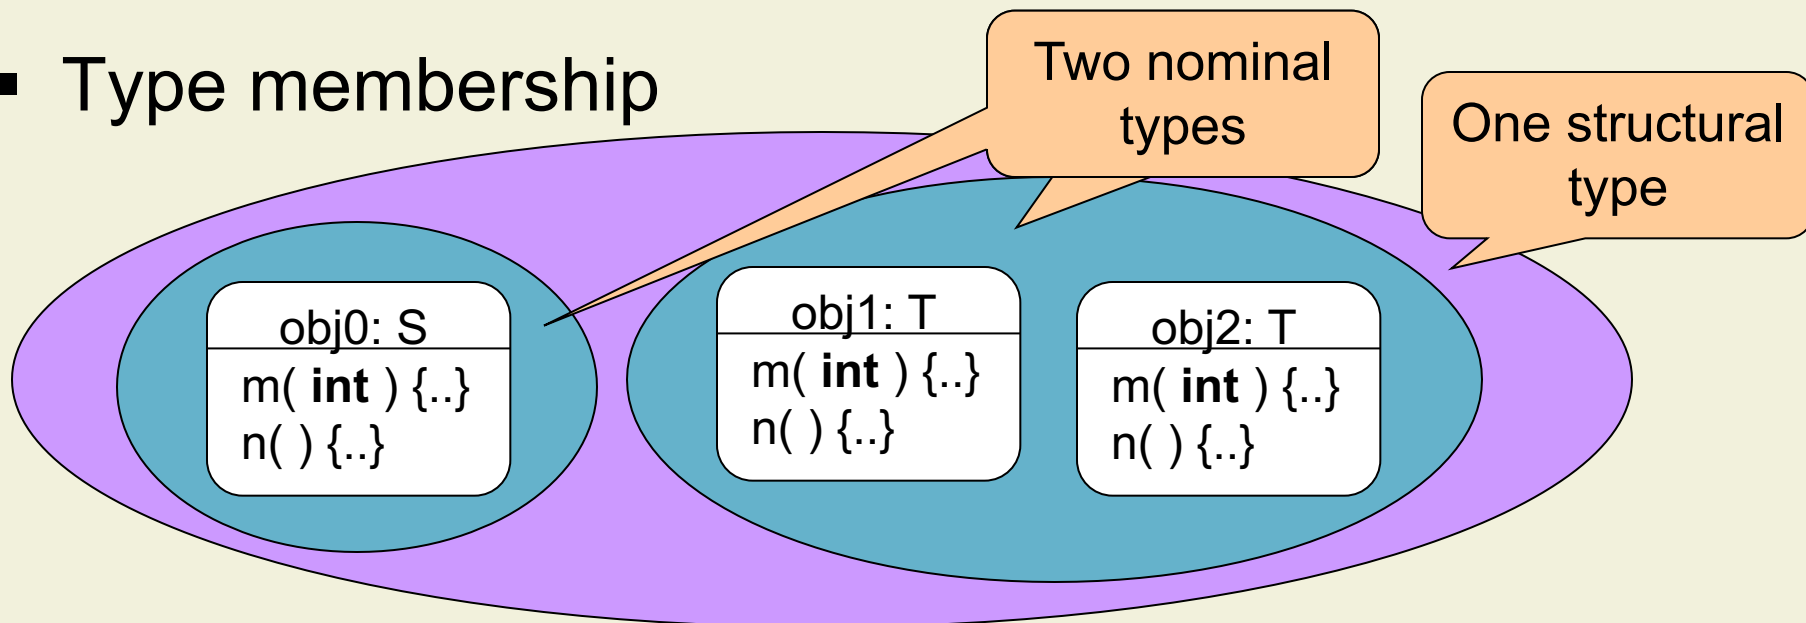 ▪ Type membership
Two nominal
types
One structural
type
obj0: S
m( int ) {..}
n( ) {..}
obj1: T
m( int ) {..}
n( ) {..}
obj2: T
m( int ) {..}
n( ) {..}